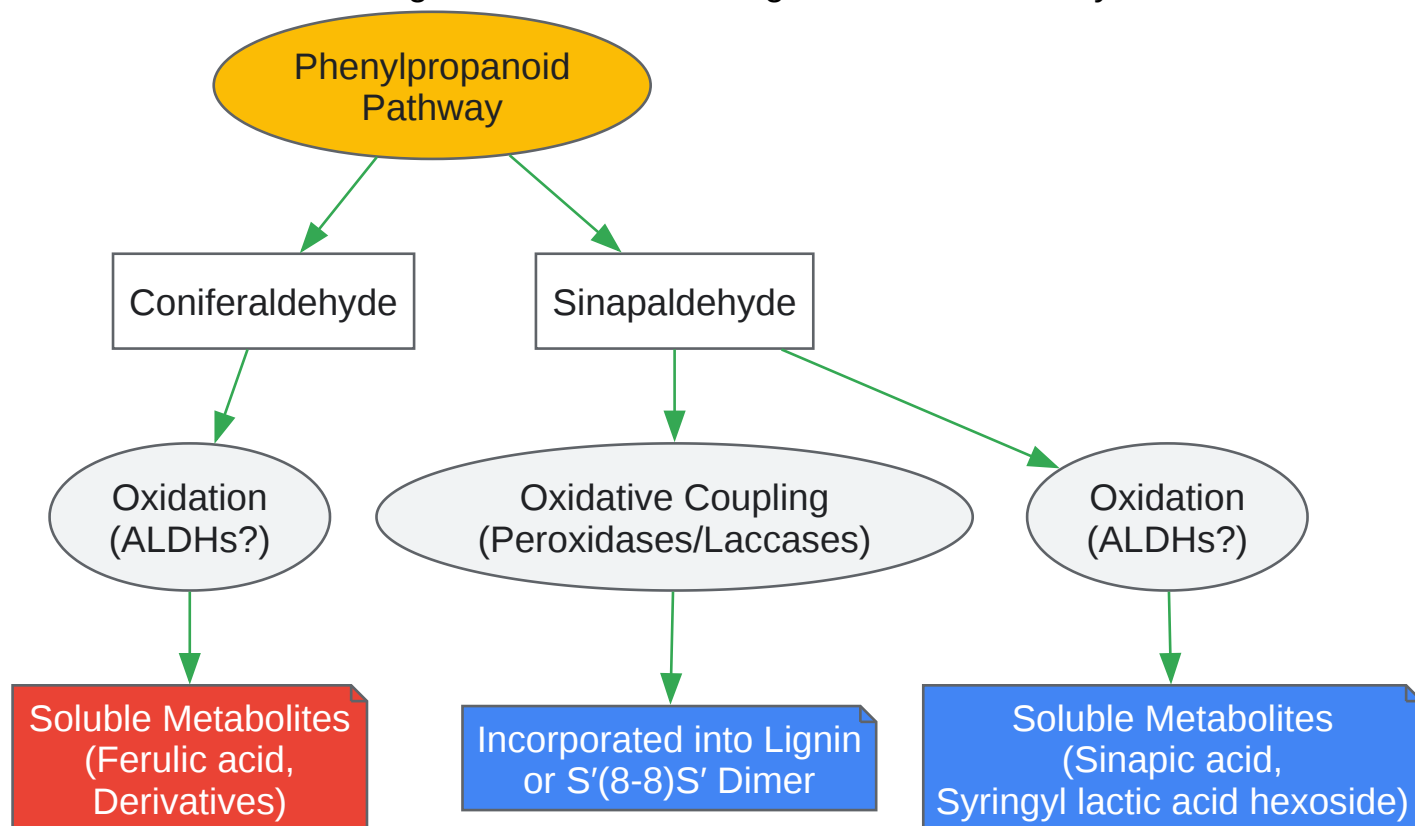 Phenylpropanoid
Pathway
Coniferaldehyde
Sinapaldehyde
Oxidation
(ALDHs?)
Oxidative Coupling
(Peroxidases/Laccases)
Oxidation
(ALDHs?)
Soluble Metabolites
(Ferulic acid,
Derivatives)
Incorporated into Lignin
or S′(8-8)S′ Dimer
Soluble Metabolites
(Sinapic acid,
Syringyl lactic acid hexoside)